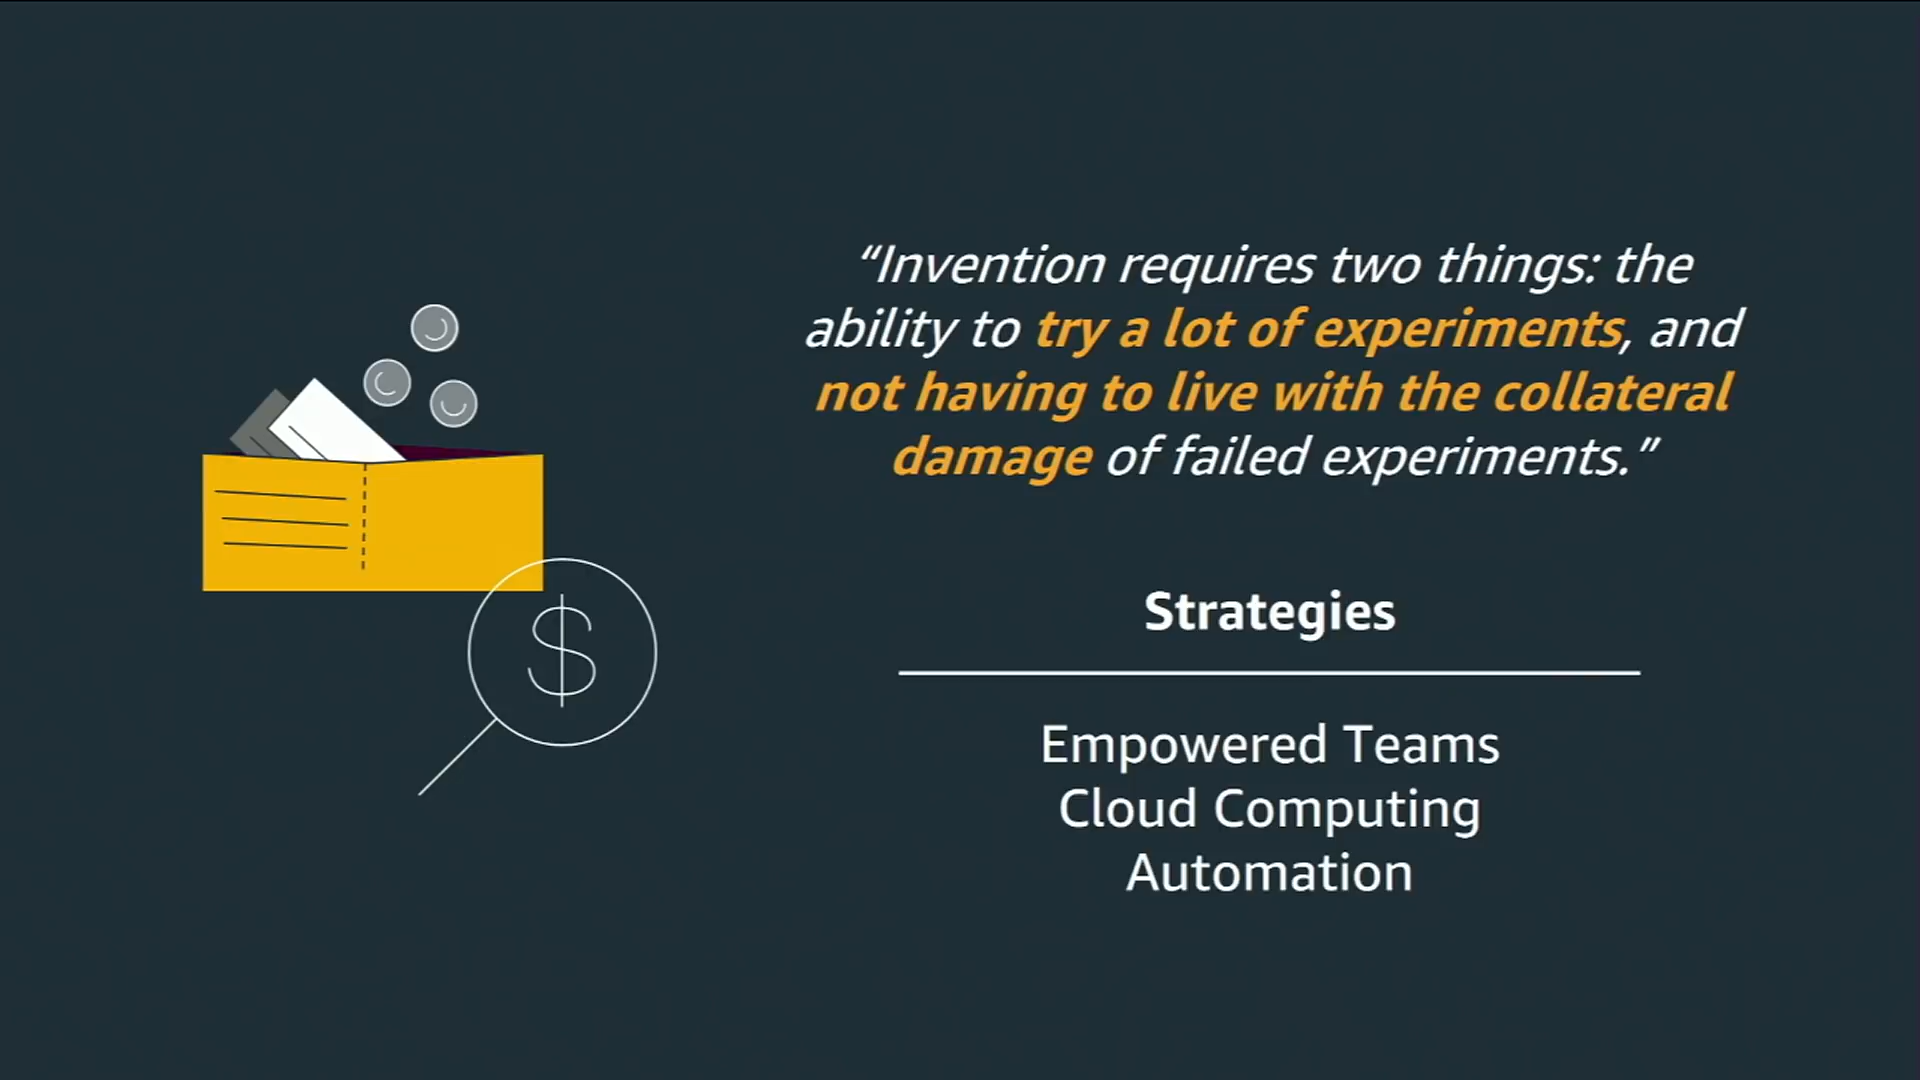 “Invention requires two things: the
ability to try a lot of experiments, and
not having to live with the collateral
damage of failed experiments.”
Strategies
Empowered Teams
Cloud Computing
Automation
$